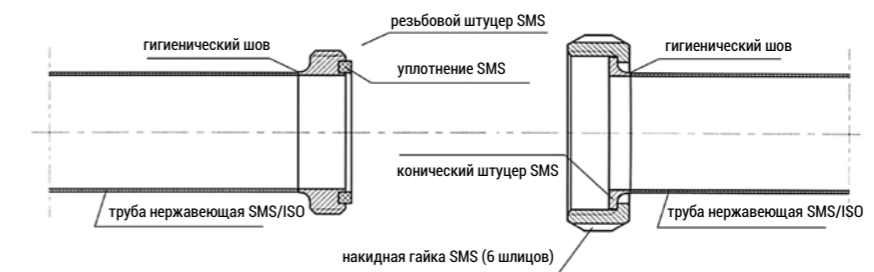 резьбовой штуцер SMS
гигиенический шов
гигиенический шов
уплотнение SMS
конический штуцер SMS
труба нержавеющая SMS/ISO
труба нержавеющая SMS/ISO
накидная гайка SMS (6 шлицов)